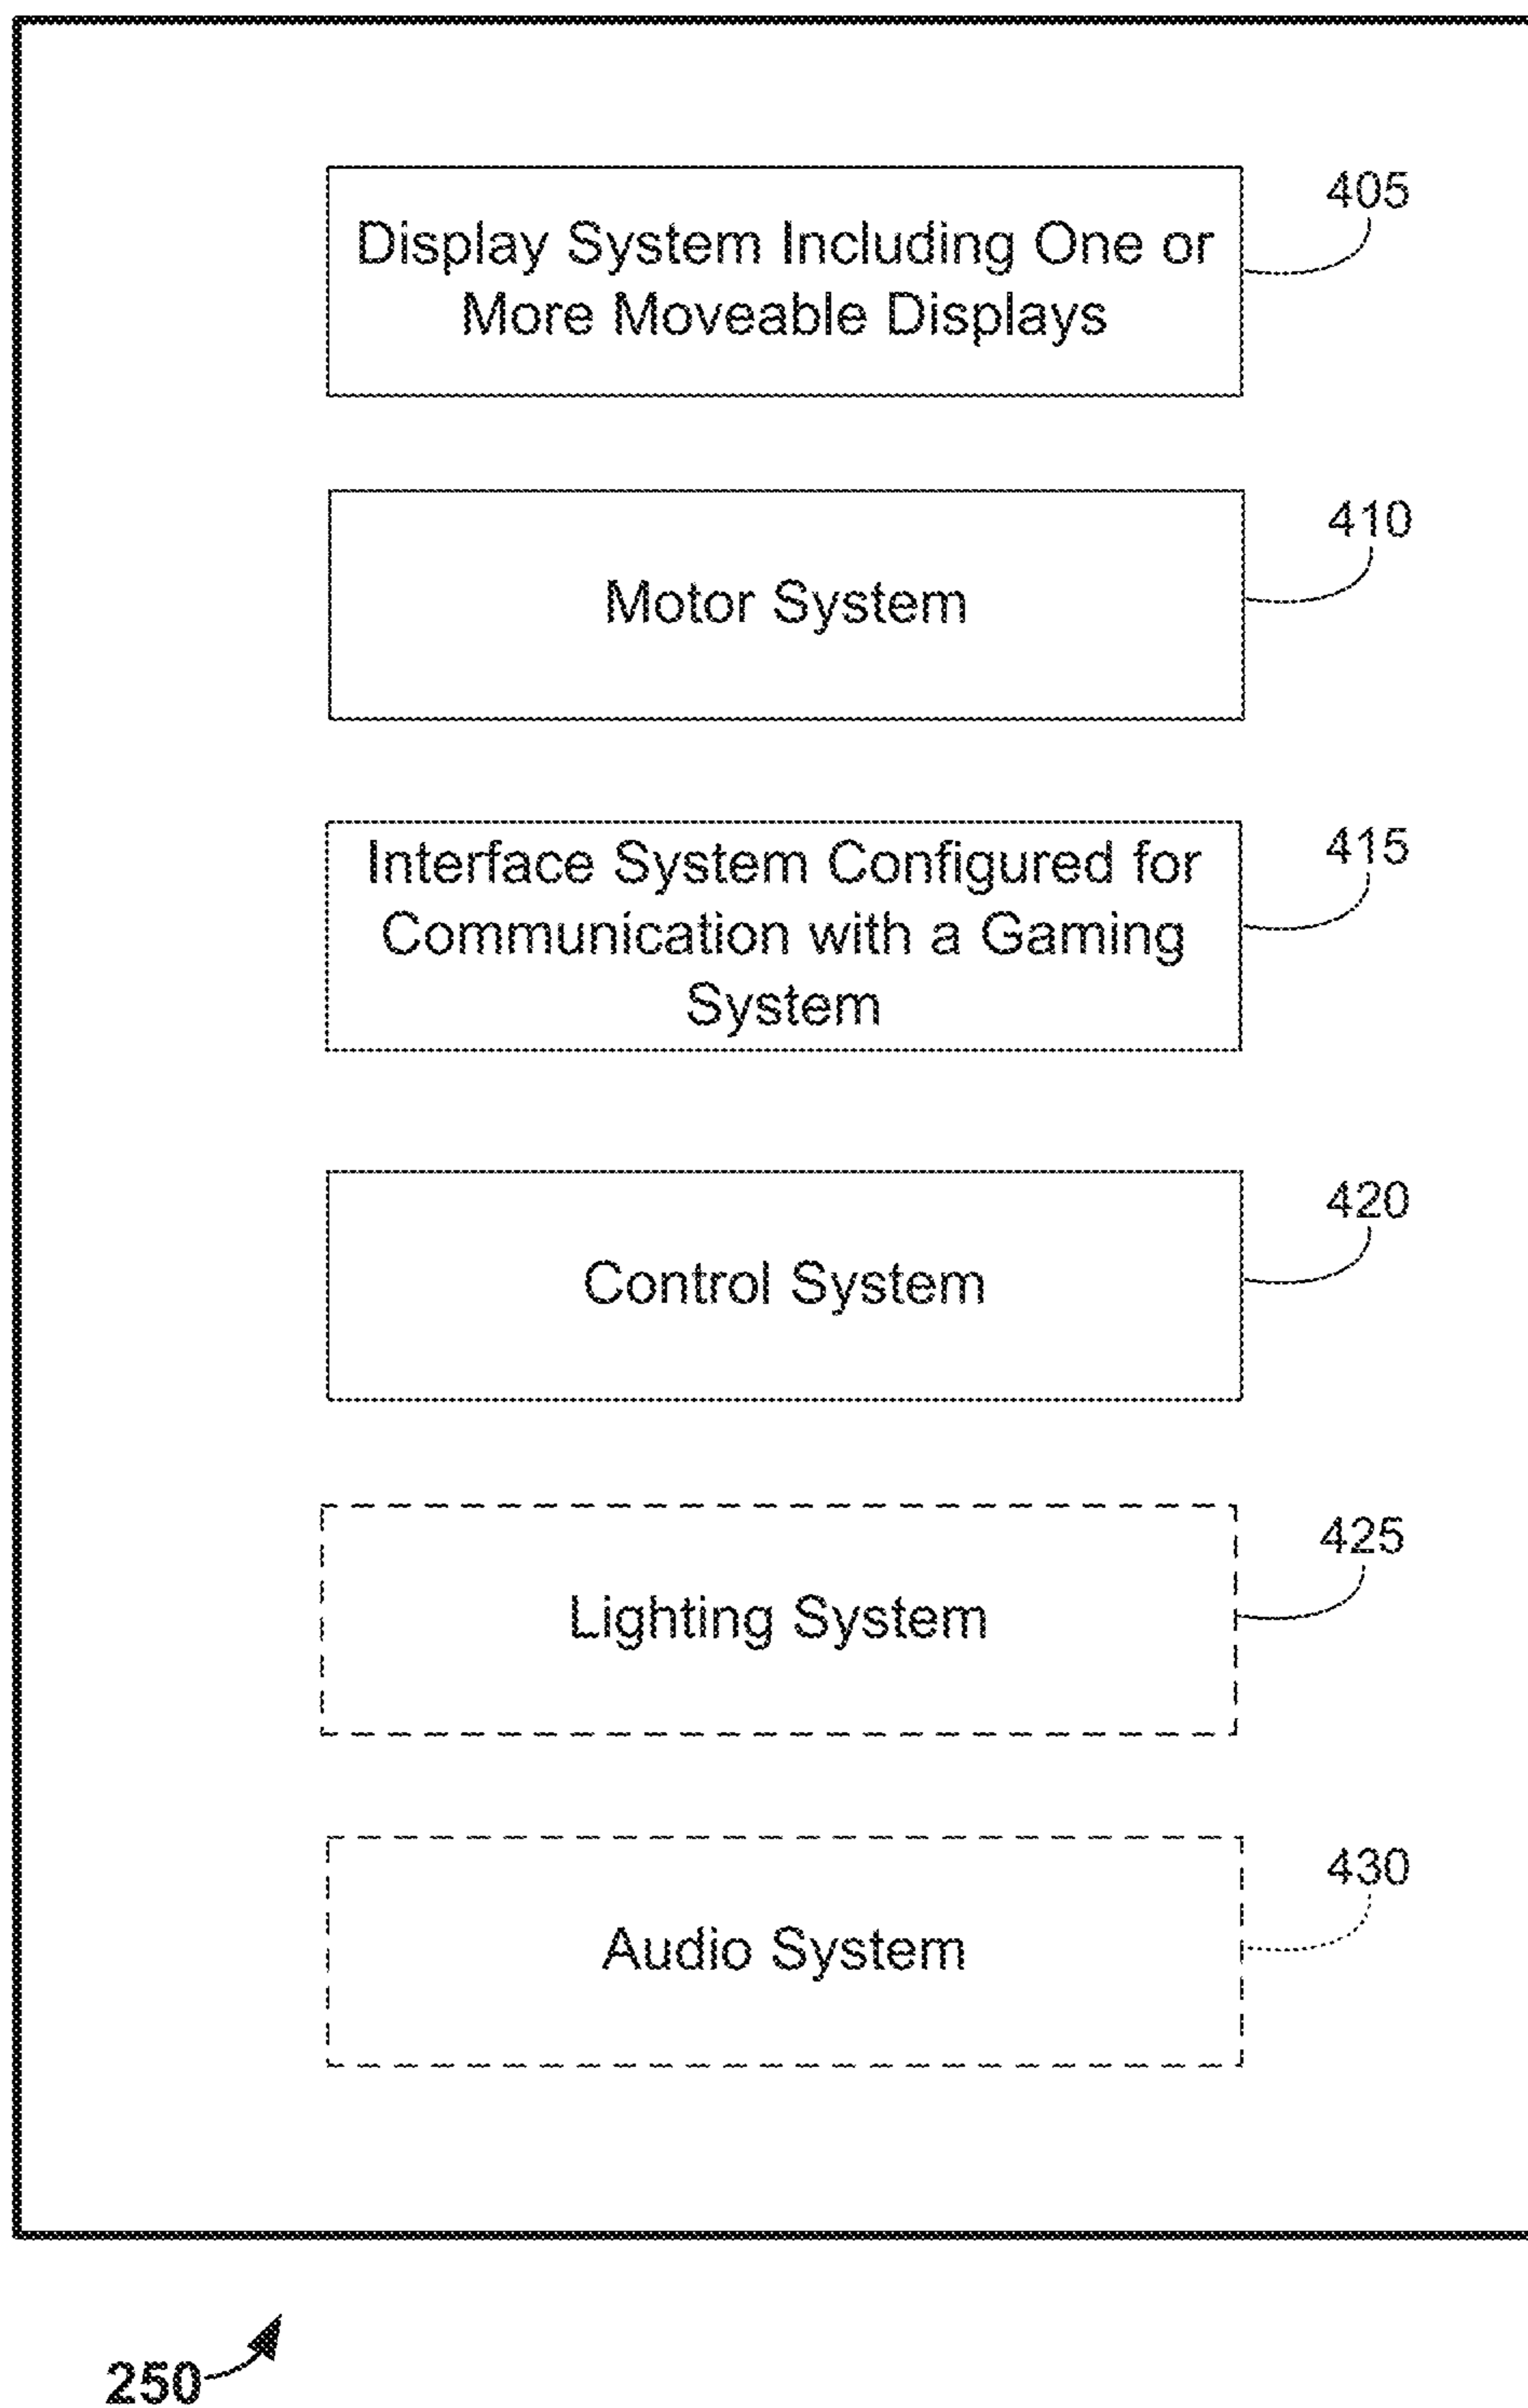 405
Display System Including One or
More Moveable Displays
410
Motor System
415
Interface System Configured for
Communication with a Gaming
System
420
Control System
425
Lighting System
430
Audio System
250